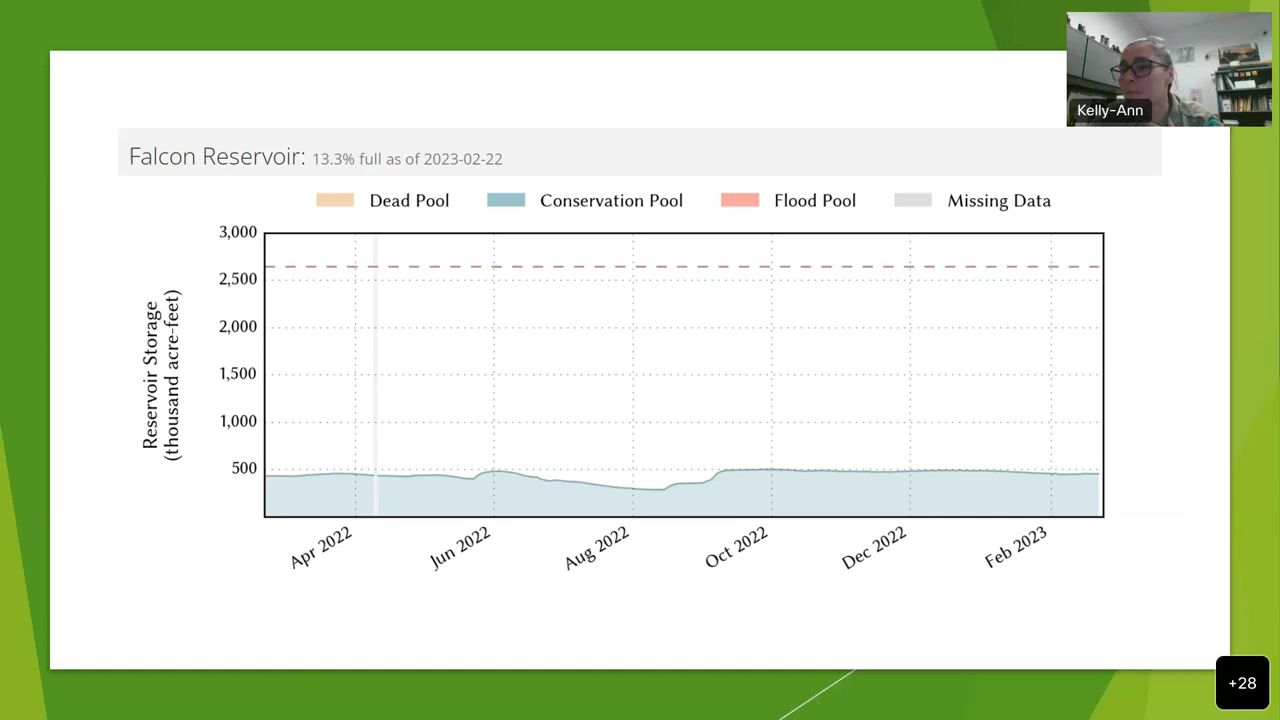 Kelly-Ann
Falcon Reservoir: 13.3% full as of 2023-02-22
Dead Pool Conservation Pool Flood Pool Missing Data
Reservoir Storage
(thousand acre-feet)
3,000
2,500
2,000
1,500
1,000
500
Apr 2022 Jun 2022 Aug 2022 Oct 2022 Dec 2022 Feb 2023
+28